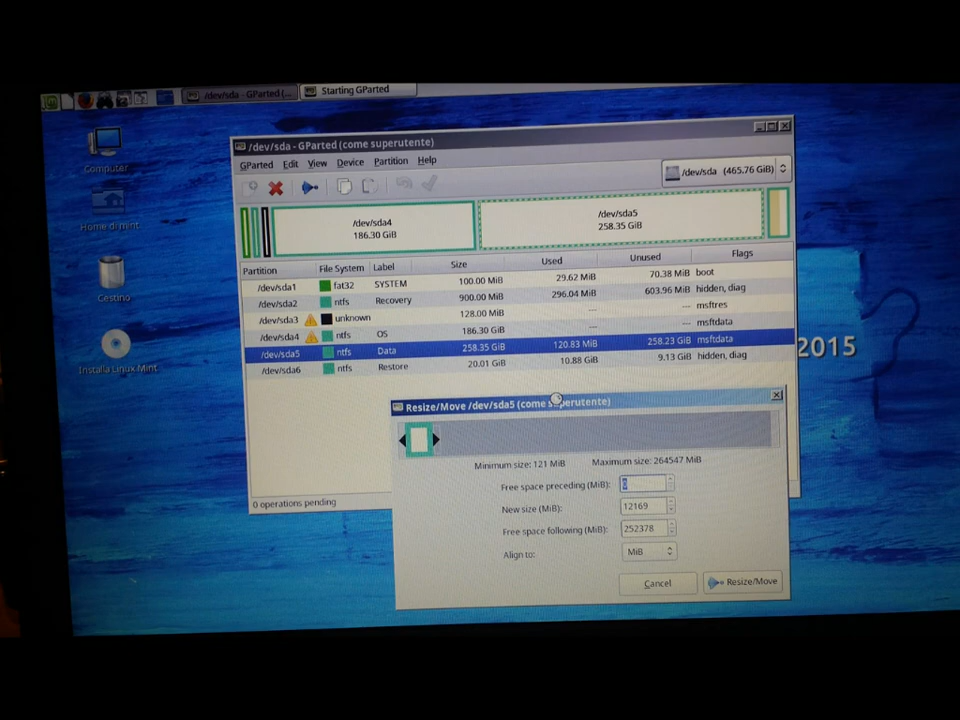 /dev/sda - GParted (...
Starting GParted
Computer
Home di mint
Cestino
Installa Linux Mint
2015
/dev/sda - GParted (come superutente)
GParted Edit View Device Partition Help
/dev/sda (465.76 GiB)
/dev/sda4
186.30 GiB
/dev/sda5
258.35 GiB
Partition File System Label Size Used Unused Flags
/dev/sda1 fat32 SYSTEM 100.00 MiB 29.62 MiB 70.38 MiB boot
/dev/sda2 ntfs Recovery 900.00 MiB 296.04 MiB 603.96 MiB hidden, diag
/dev/sda3 unknown 128.00 MiB --- --- msftres
/dev/sda4 ntfs OS 186.30 GiB --- --- msftdata
/dev/sda5 ntfs Data 258.35 GiB 120.83 MiB 258.23 GiB msftdata
/dev/sda6 ntfs Restore 20.01 GiB 10.88 GiB 9.13 GiB hidden, diag
0 operations pending
Resize/Move /dev/sda5 (come superutente)
Minimum size: 121 MiB Maximum size: 264547 MiB
Free space preceding (MiB): 0
New size (MiB): 12169
Free space following (MiB): 252378
Align to: MiB
Cancel Resize/Move